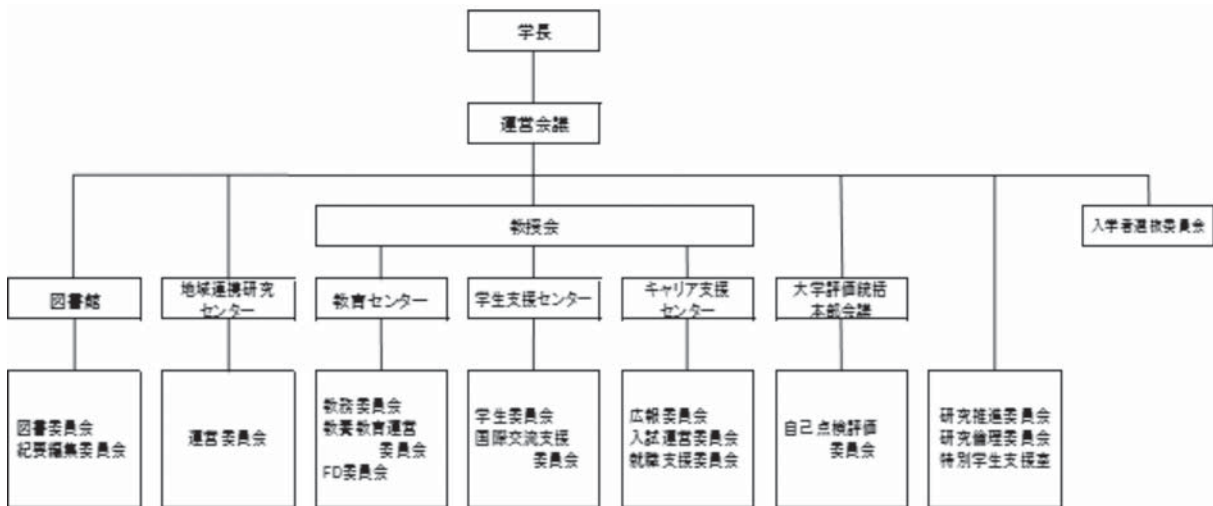 学長
運営会議
教授会
入学者選抜委員会
図書館
地域連携研究
センター
教育センター
学生支援センター
キャリア支援
センター
大学評価統括
本部会議
図書委員会
紀要編集委員会
運営委員会
教務委員会
教養教育運営
委員会
FD委員会
学生委員会
国際交流支援
委員会
広報委員会
入試運営委員会
就職支援委員会
自己点検評価
委員会
研究推進委員会
研究倫理委員会
特別学生支援室